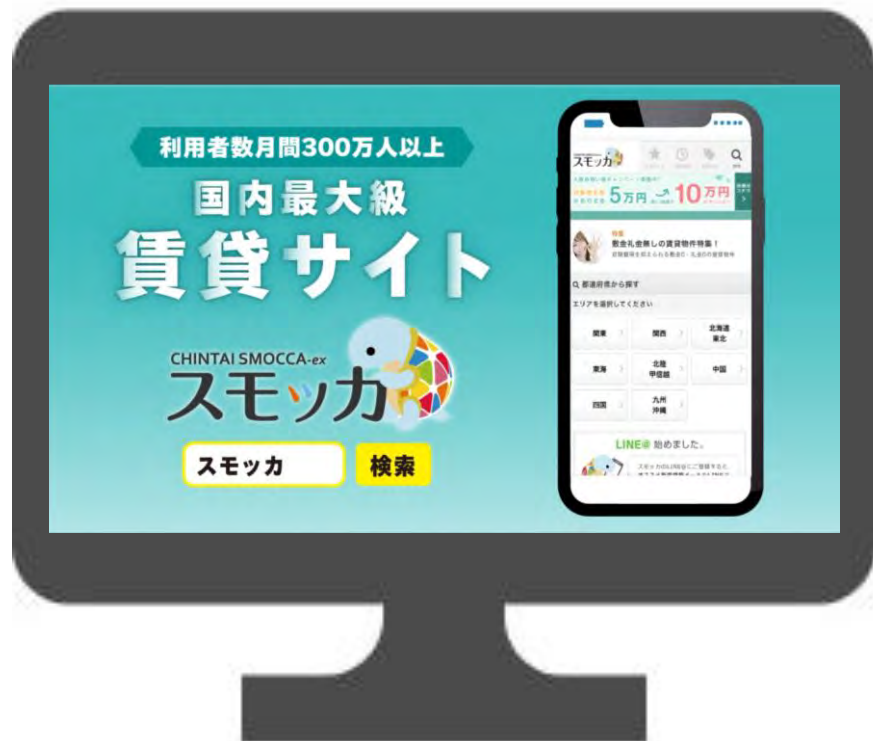 利用者数月間300万人以上
国内最大級
賃貸サイト
CHINTAI SMOCCA-ex
スモッカ
スモッカ 検索
スモッカ
5万円 10万円
特集
敷金礼金無しの賃貸物件特集！
都道府県から探す
エリアを選択してください
関東 関西 北海道 東北
東海 北陸 甲信越 中国
四国 九州 沖縄
LINE@ 始めました。